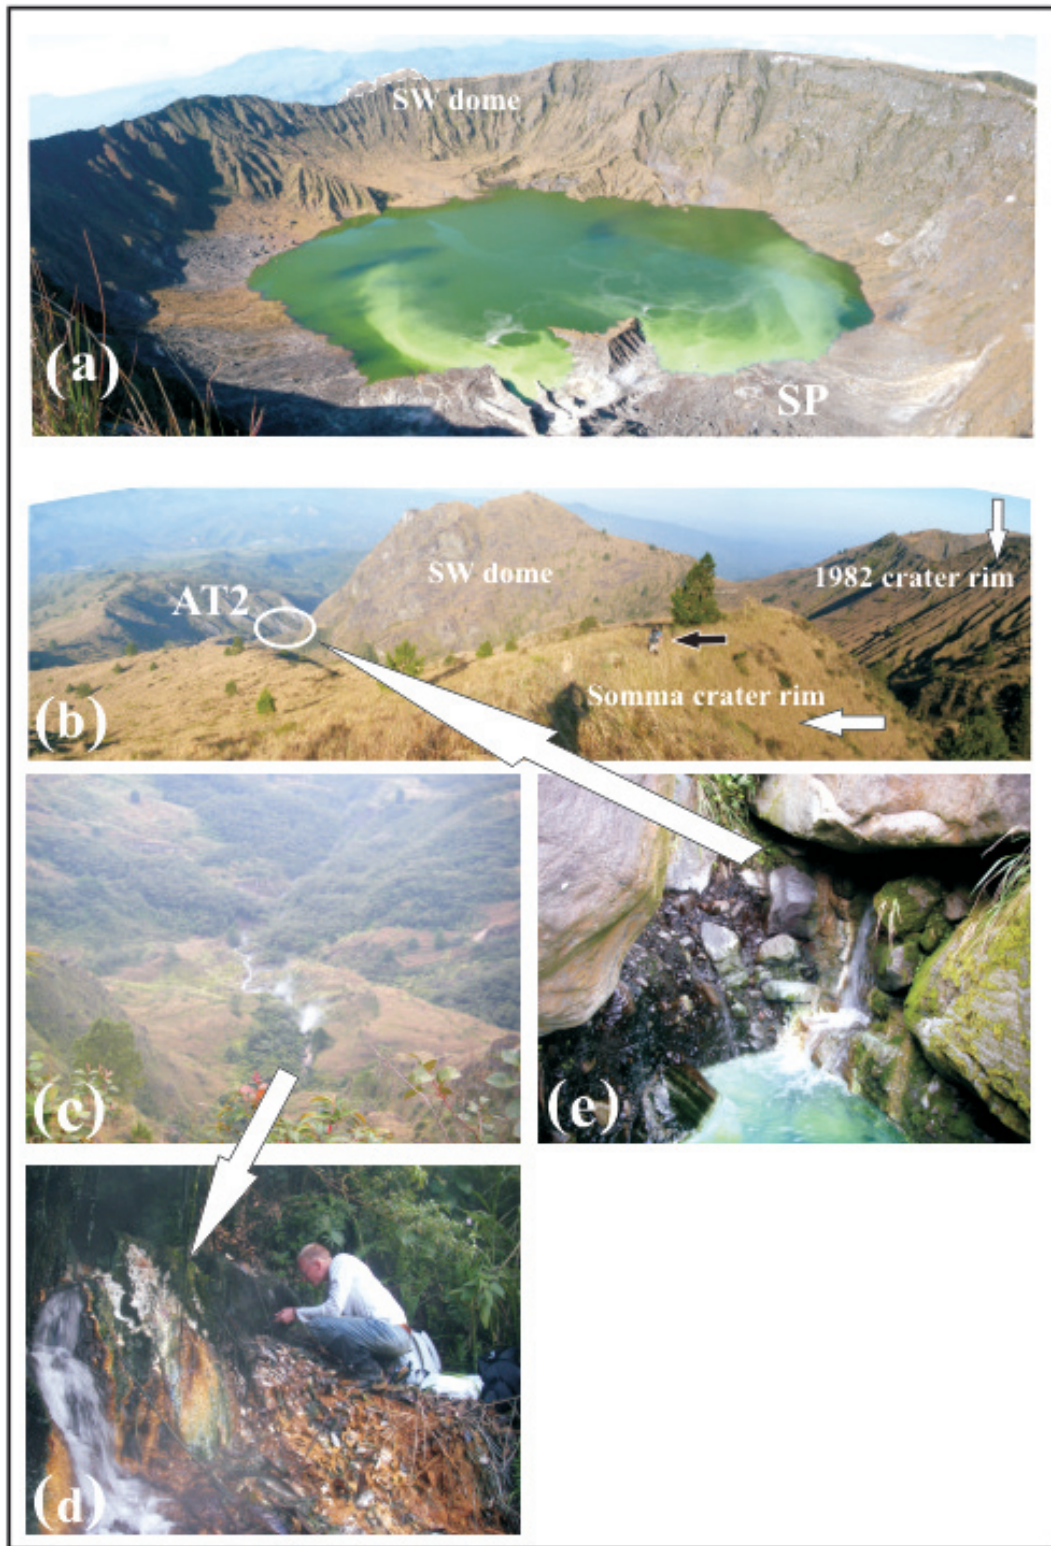 SW dome
(a)
SP
SW dome
1982 crater rim
AT2
Somma crater rim
(b)
(c)
(e)
(d)